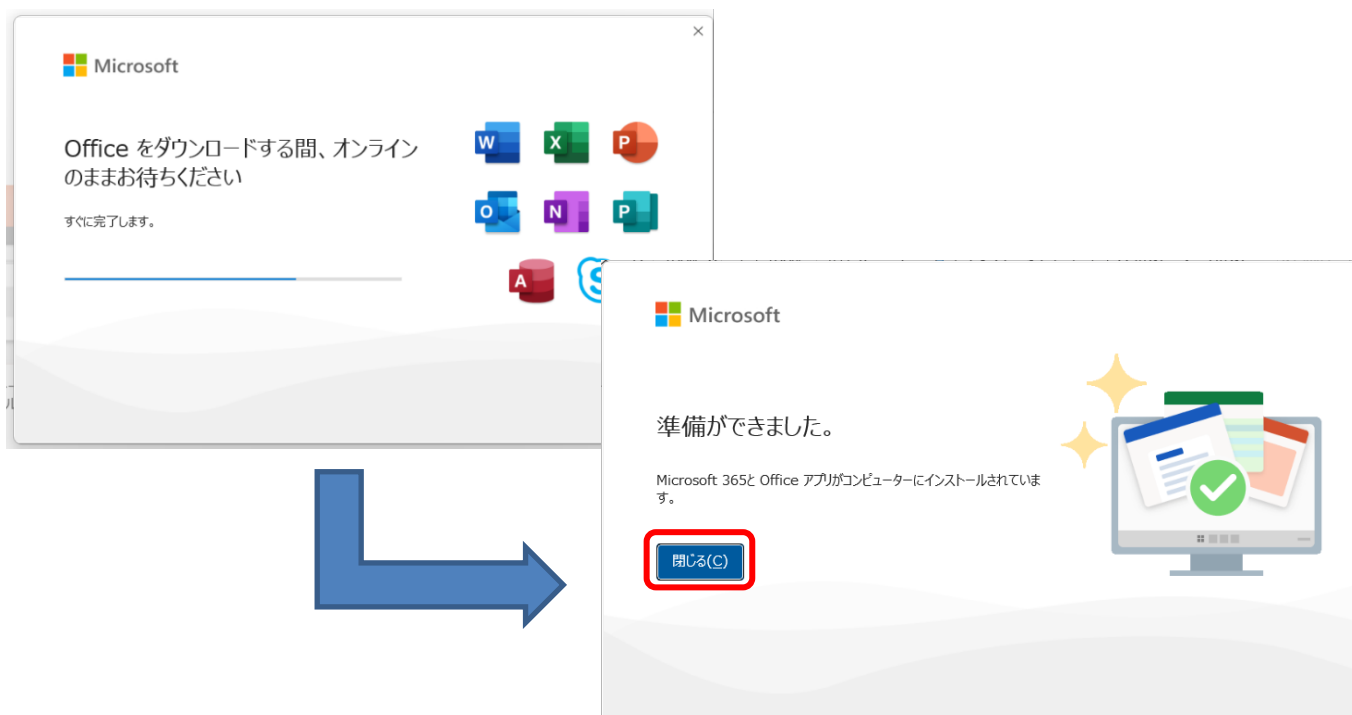 Microsoft
Office をダウンロードする間、オンライン
のままお待ちください
すぐに完了します。
W X P
O N P
A S
Microsoft
準備ができました。
Microsoft 365と Office アプリがコンピューターにインストールされていま
す。
閉じる(C)